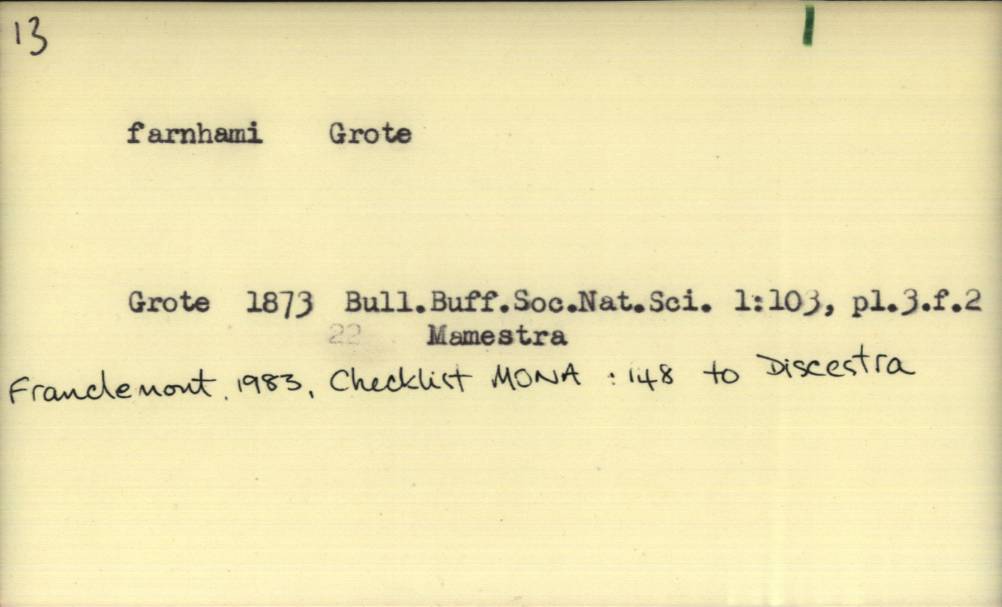 13
farnhami Grote
Grote 1873 Bull.Buff.Soc.Nat.Sci. 1:103, pl.3.f.2
22 Mamestra
Franclemont. 1983, Checklist MONA : 148 to Discestra